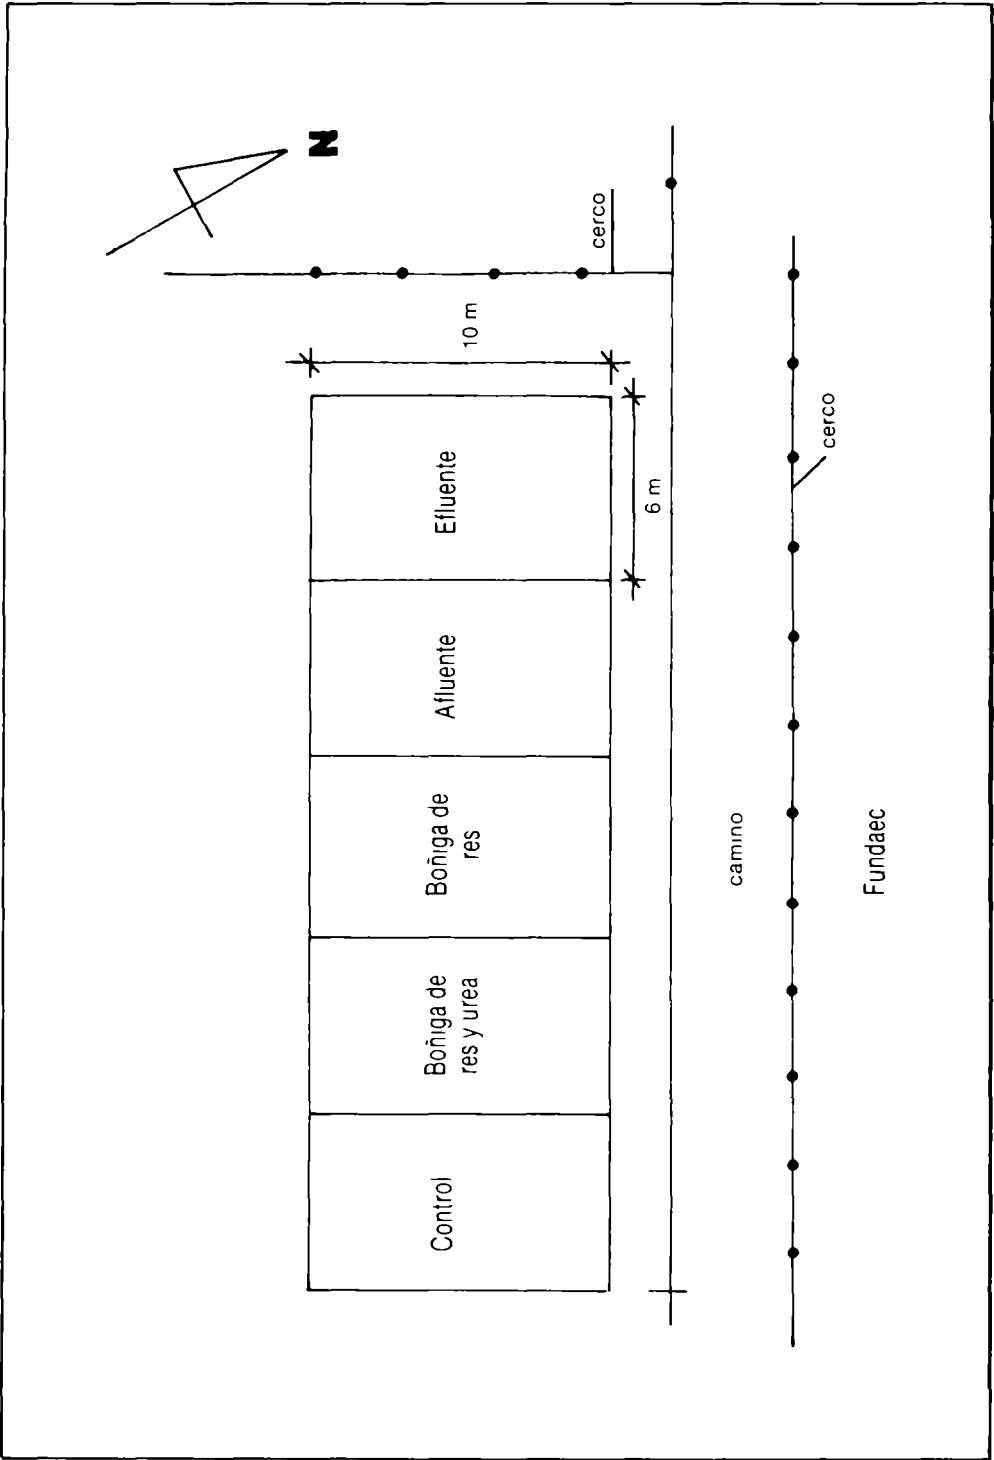 N
cerco
10 m
Control
Boñiga de
res y urea
Boñiga de
res
Afluente
Efluente
6 m
camino
cerco
Fundaec